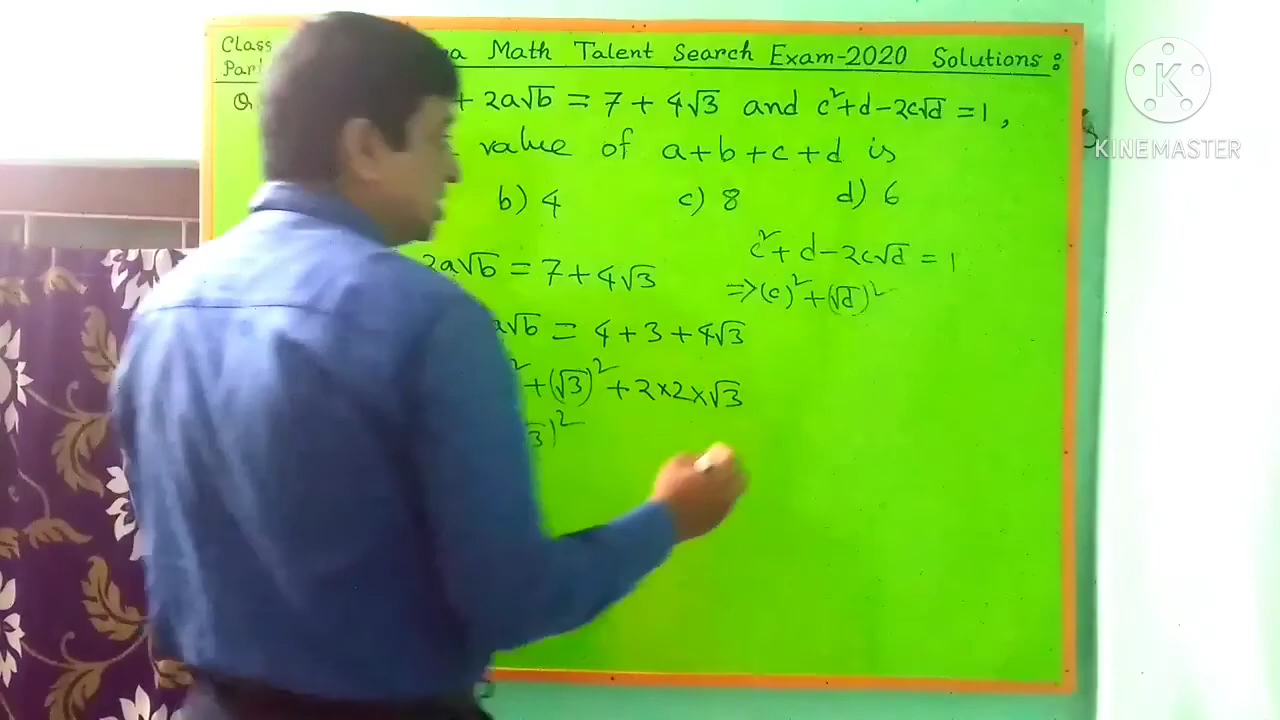 Class Math Talent Search Exam-2020 Solutions:
Part
Q + 2a√b = 7 + 4√3 and c²+d-2c√d = 1,
value of a+b+c+d is
b) 4 c) 8 d) 6
2a√b = 7 + 4√3
a√b = 4 + 3 + 4√3
+ (√3)² + 2×2×√3
3)²
c²+d-2c√d = 1
=> (c)² + (√d)²
K
KINEMASTER